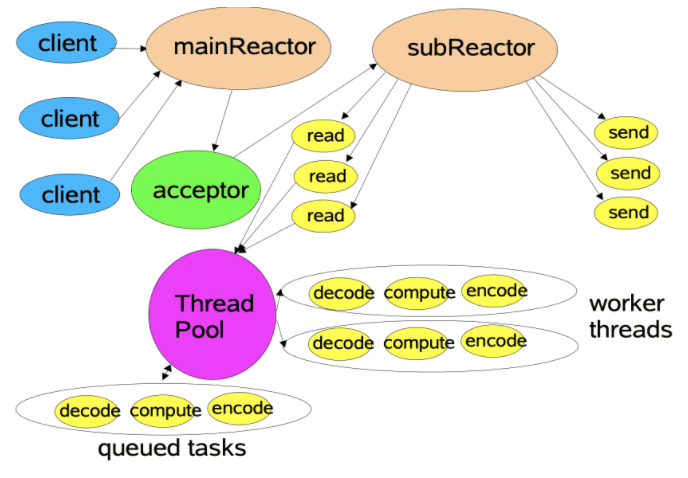 client
mainReactor
subReactor
client
read
send
read
send
client
acceptor
read
send
Thread
Pool
decode compute encode
worker
threads
decode compute encode
decode compute encode
queued tasks